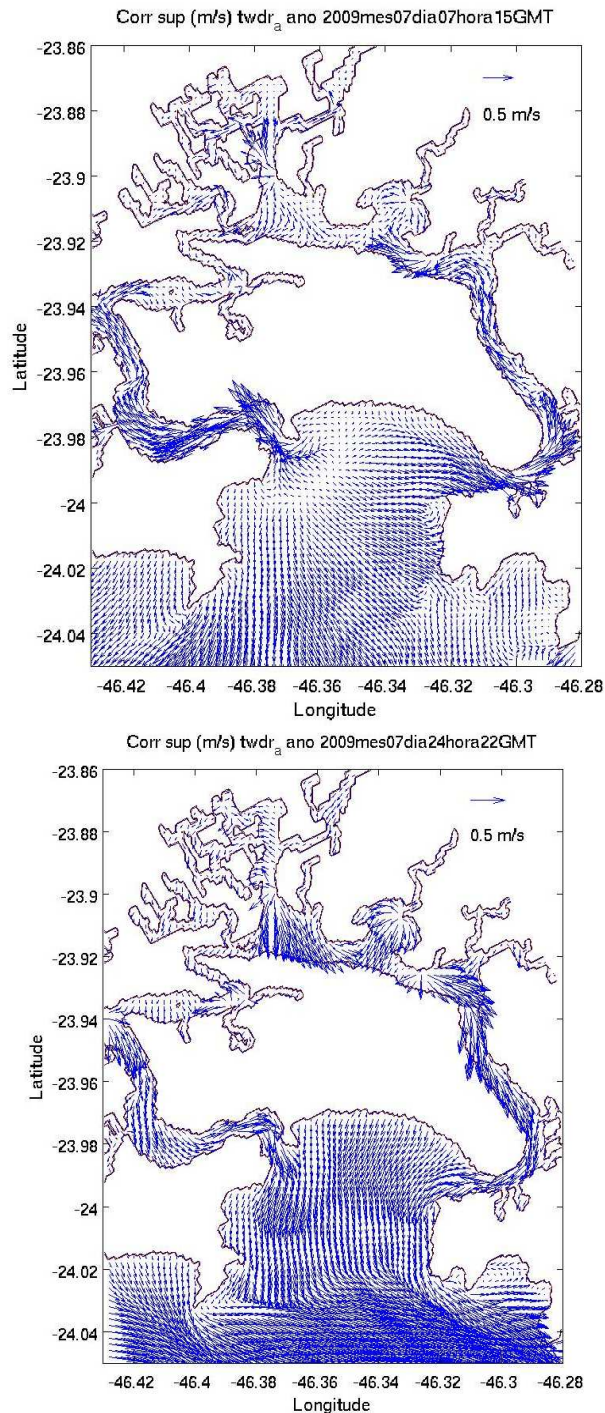 Corr sup (m/s) twdr_a ano 2009mes07dia07hora15GMT
-23.86
0.5 m/s
-23.88
-23.9
-23.92
-23.94
Latitude
-23.96
-23.98
-24
-24.02
-24.04
-46.42 -46.4 -46.38 -46.36 -46.34 -46.32 -46.3 -46.28
Longitude
Corr sup (m/s) twdr_a ano 2009mes07dia24hora22GMT
-23.86
-23.88
0.5 m/s
-23.9
-23.92
-23.94
Latitude
-23.96
-23.98
-24
-24.02
-24.04
-46.42 -46.4 -46.38 -46.36 -46.34 -46.32 -46.3 -46.28
Longitude